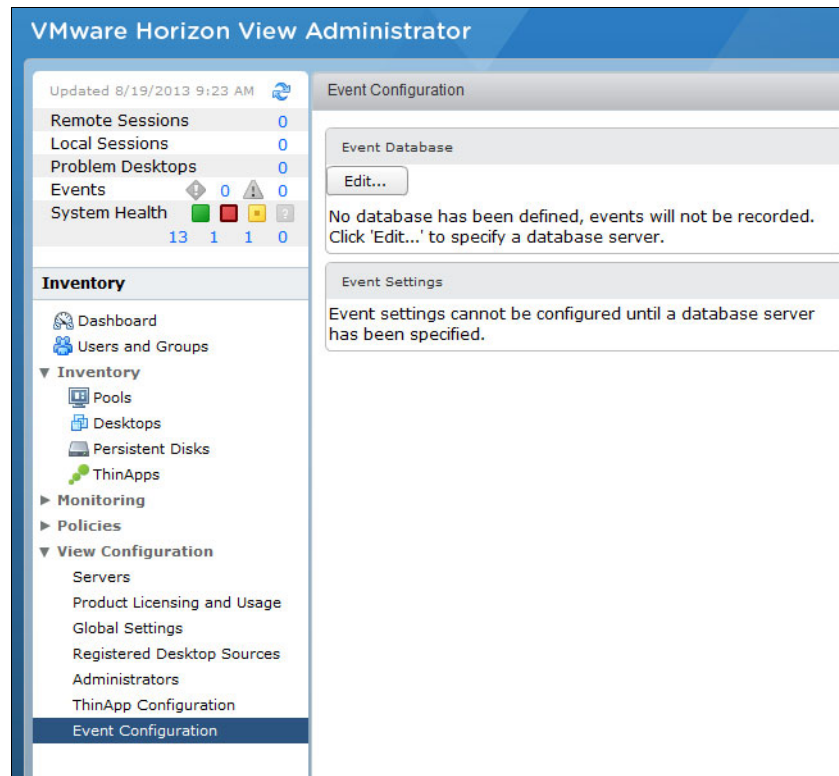 VMware Horizon View Administrator
Updated 8/19/2013 9:23 AM
Remote Sessions 0
Local Sessions 0
Problem Desktops 0
Events 0 0
System Health
13 1 1 0
Inventory
Dashboard
Users and Groups
Inventory
Pools
Desktops
Persistent Disks
ThinApps
Monitoring
Policies
View Configuration
Servers
Product Licensing and Usage
Global Settings
Registered Desktop Sources
Administrators
ThinApp Configuration
Event Configuration
Event Configuration
Event Database
Edit...
No database has been defined, events will not be recorded.
Click 'Edit...' to specify a database server.
Event Settings
Event settings cannot be configured until a database server
has been specified.